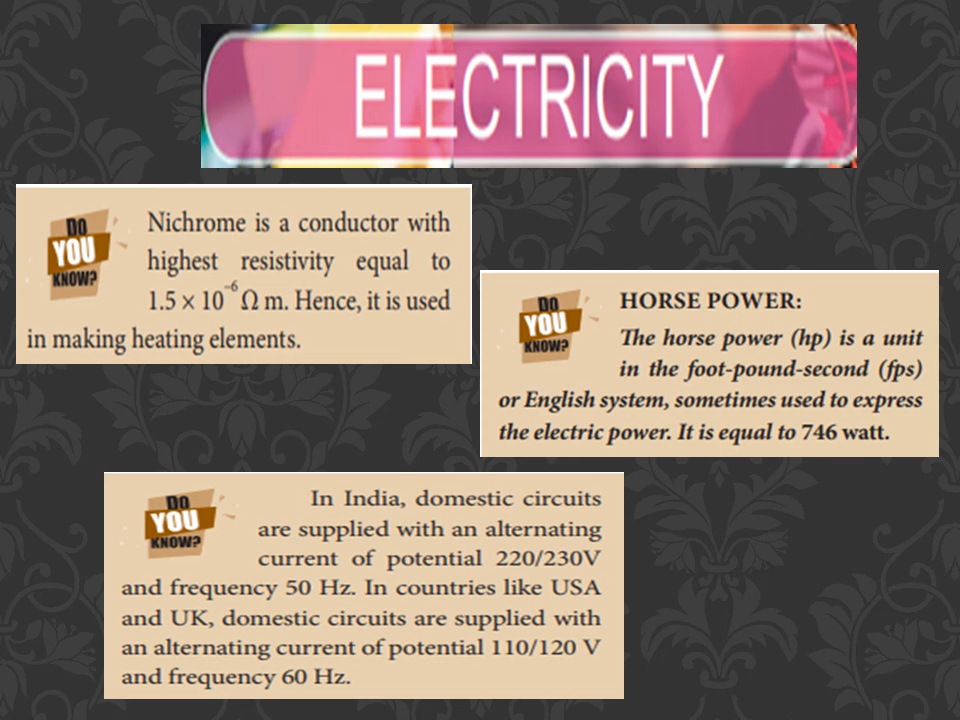 ELECTRICITY
DO
YOU
KNOW?
Nichrome is a conductor with
highest resistivity equal to
1.5 × 10⁻⁶ Ω m. Hence, it is used
in making heating elements.
DO
YOU
KNOW?
HORSE POWER:
The horse power (hp) is a unit
in the foot-pound-second (fps)
or English system, sometimes used to express
the electric power. It is equal to 746 watt.
DO
YOU
KNOW?
In India, domestic circuits
are supplied with an alternating
current of potential 220/230V
and frequency 50 Hz. In countries like USA
and UK, domestic circuits are supplied with
an alternating current of potential 110/120 V
and frequency 60 Hz.